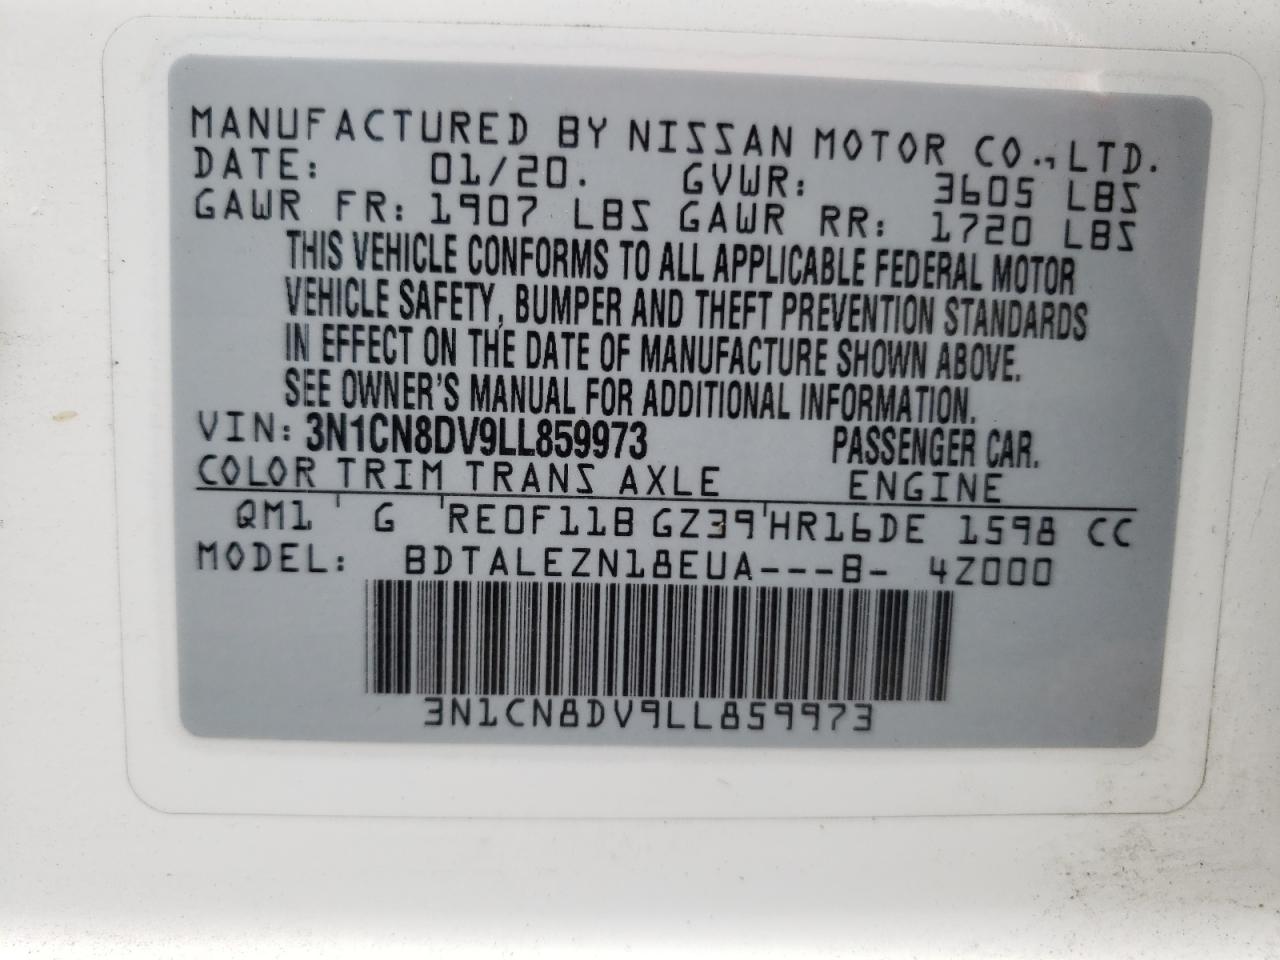 MANUFACTURED BY NISSAN MOTOR CO., LTD.
DATE: 01/20. GVWR: 3605 LBS
GAWR FR: 1907 LBS GAWR RR: 1720 LBS
THIS VEHICLE CONFORMS TO ALL APPLICABLE FEDERAL MOTOR
VEHICLE SAFETY, BUMPER AND THEFT PREVENTION STANDARDS
IN EFFECT ON THE DATE OF MANUFACTURE SHOWN ABOVE.
SEE OWNER'S MANUAL FOR ADDITIONAL INFORMATION.
VIN: 3N1CN8DV9LL859973 PASSENGER CAR.
COLOR TRIM TRANS AXLE ENGINE
QM1 G RE0F11B GZ39 HR16DE 1598 CC
MODEL: BDTALEZN18EUA---B- 4Z000
3N1CN8DV9LL859973